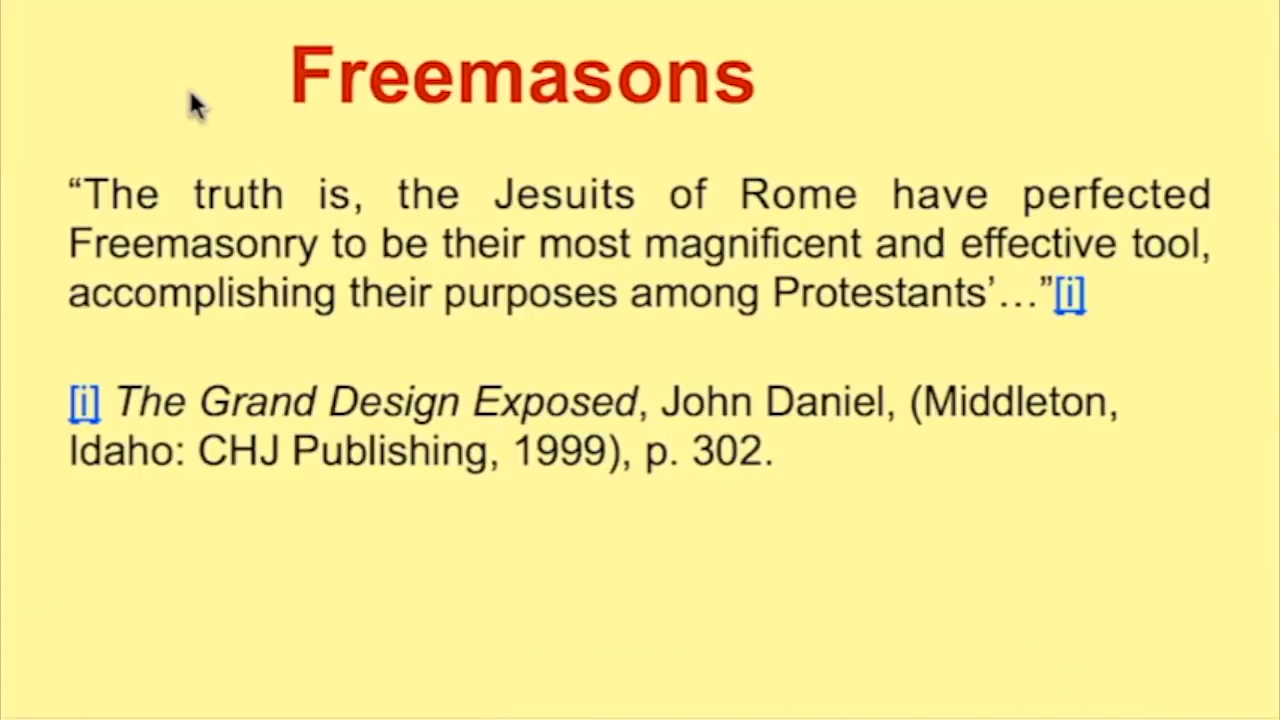 Freemasons
“The truth is, the Jesuits of Rome have perfected
Freemasonry to be their most magnificent and effective tool,
accomplishing their purposes among Protestants’…”[i]
[i] The Grand Design Exposed, John Daniel, (Middleton,
Idaho: CHJ Publishing, 1999), p. 302.